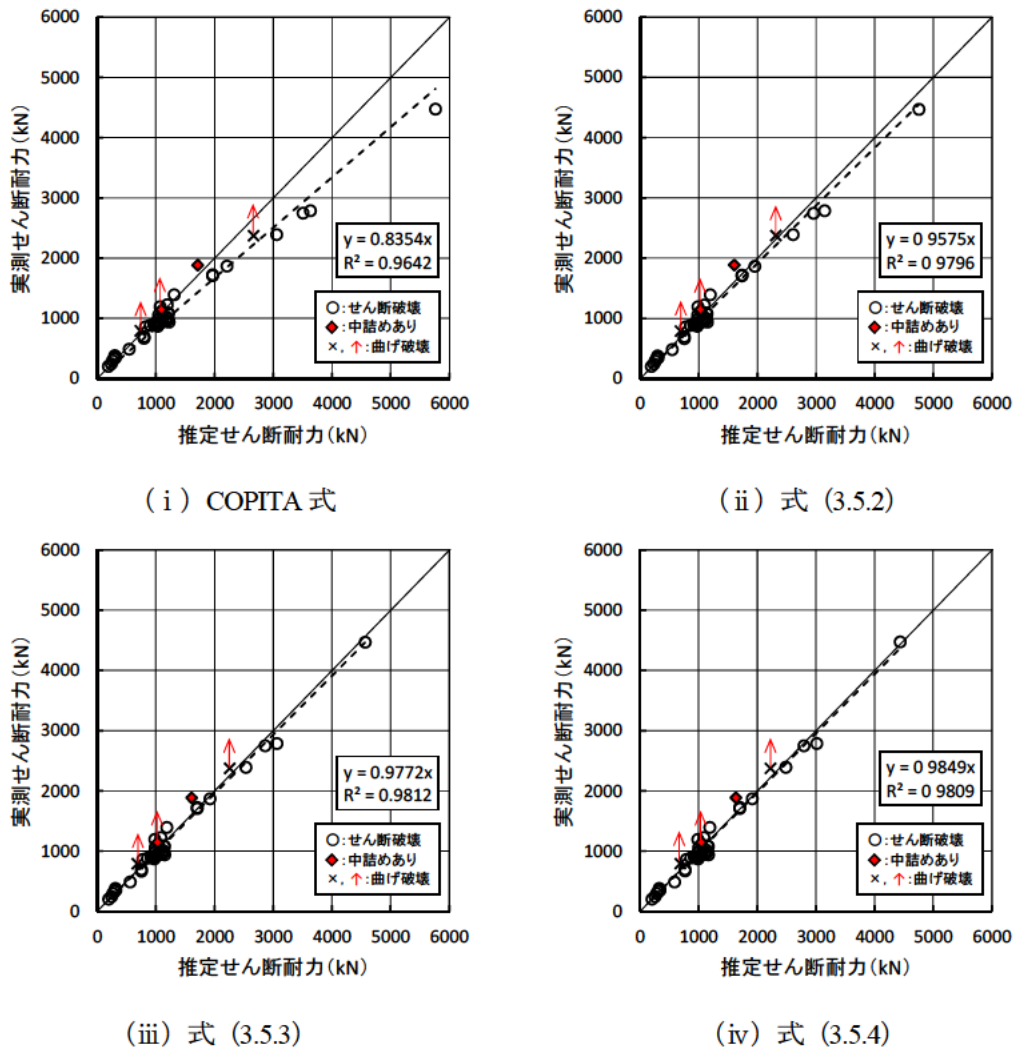 6000
5000
4000
3000
2000
1000
0
実測せん断耐力(kN)
y = 0.8354x
R² = 0.9642
○:せん断破壊
◆:中詰めあり
×, ↑:曲げ破壊
0 1000 2000 3000 4000 5000 6000
推定せん断耐力(kN)
(ⅰ) COPITA 式
6000
5000
4000
3000
2000
1000
0
実測せん断耐力(kN)
y = 0 9575x
R² = 0 9796
○:せん断破壊
◆:中詰めあり
×, ↑:曲げ破壊
0 1000 2000 3000 4000 5000 6000
推定せん断耐力(kN)
(ⅱ) 式 (3.5.2)
6000
5000
4000
3000
2000
1000
0
実測せん断耐力(kN)
y = 0.9772x
R² = 0.9812
○:せん断破壊
◆:中詰めあり
×, ↑:曲げ破壊
0 1000 2000 3000 4000 5000 6000
推定せん断耐力(kN)
(ⅲ) 式 (3.5.3)
6000
5000
4000
3000
2000
1000
0
実測せん断耐力(kN)
y = 0 9849x
R² = 0 9809
○:せん断破壊
◆:中詰めあり
×, ↑:曲げ破壊
0 1000 2000 3000 4000 5000 6000
推定せん断耐力(kN)
(ⅳ) 式 (3.5.4)